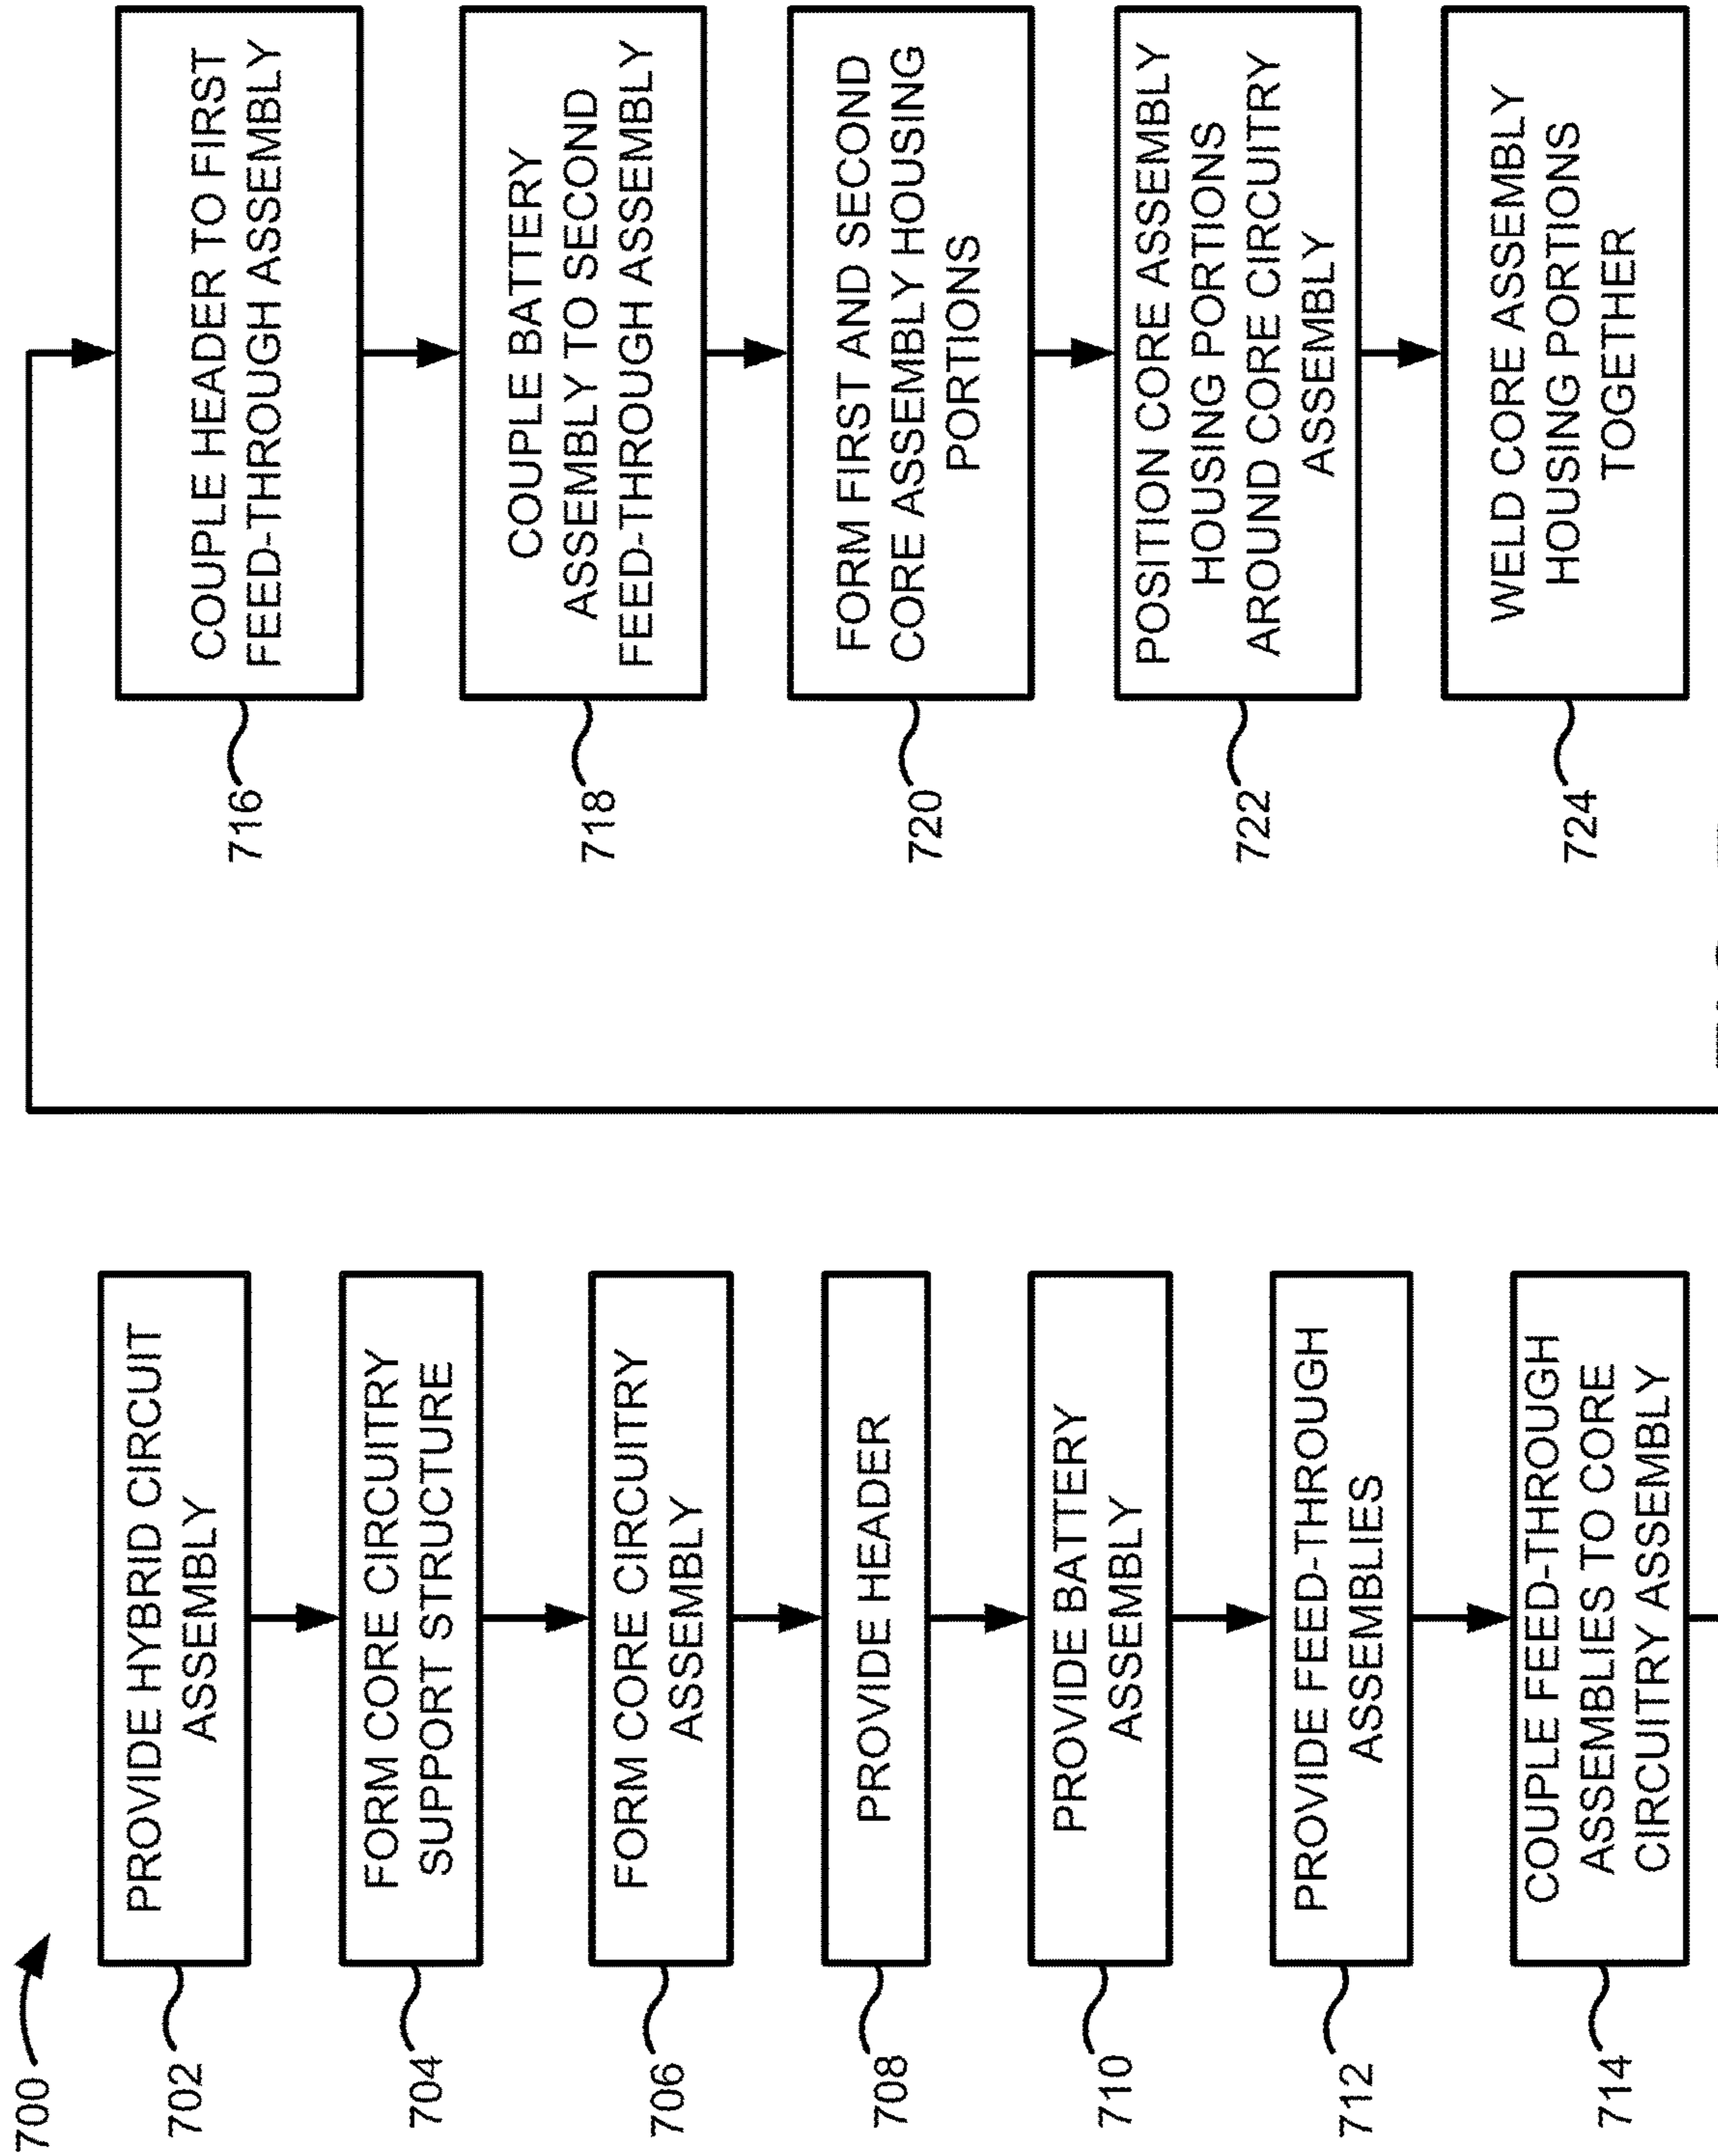 700
702
PROVIDE HYBRID CIRCUIT
ASSEMBLY
704
FORM CORE CIRCUITRY
SUPPORT STRUCTURE
706
FORM CORE CIRCUITRY
ASSEMBLY
708
PROVIDE HEADER
710
PROVIDE BATTERY
ASSEMBLY
712
PROVIDE FEED-THROUGH
ASSEMBLIES
714
COUPLE FEED-THROUGH
ASSEMBLIES TO CORE
CIRCUITRY ASSEMBLY
716
COUPLE HEADER TO FIRST
FEED-THROUGH ASSEMBLY
718
COUPLE BATTERY
ASSEMBLY TO SECOND
FEED-THROUGH ASSEMBLY
720
FORM FIRST AND SECOND
CORE ASSEMBLY HOUSING
PORTIONS
722
POSITION CORE ASSEMBLY
HOUSING PORTIONS
AROUND CORE CIRCUITRY
ASSEMBLY
724
WELD CORE ASSEMBLY
HOUSING PORTIONS
TOGETHER